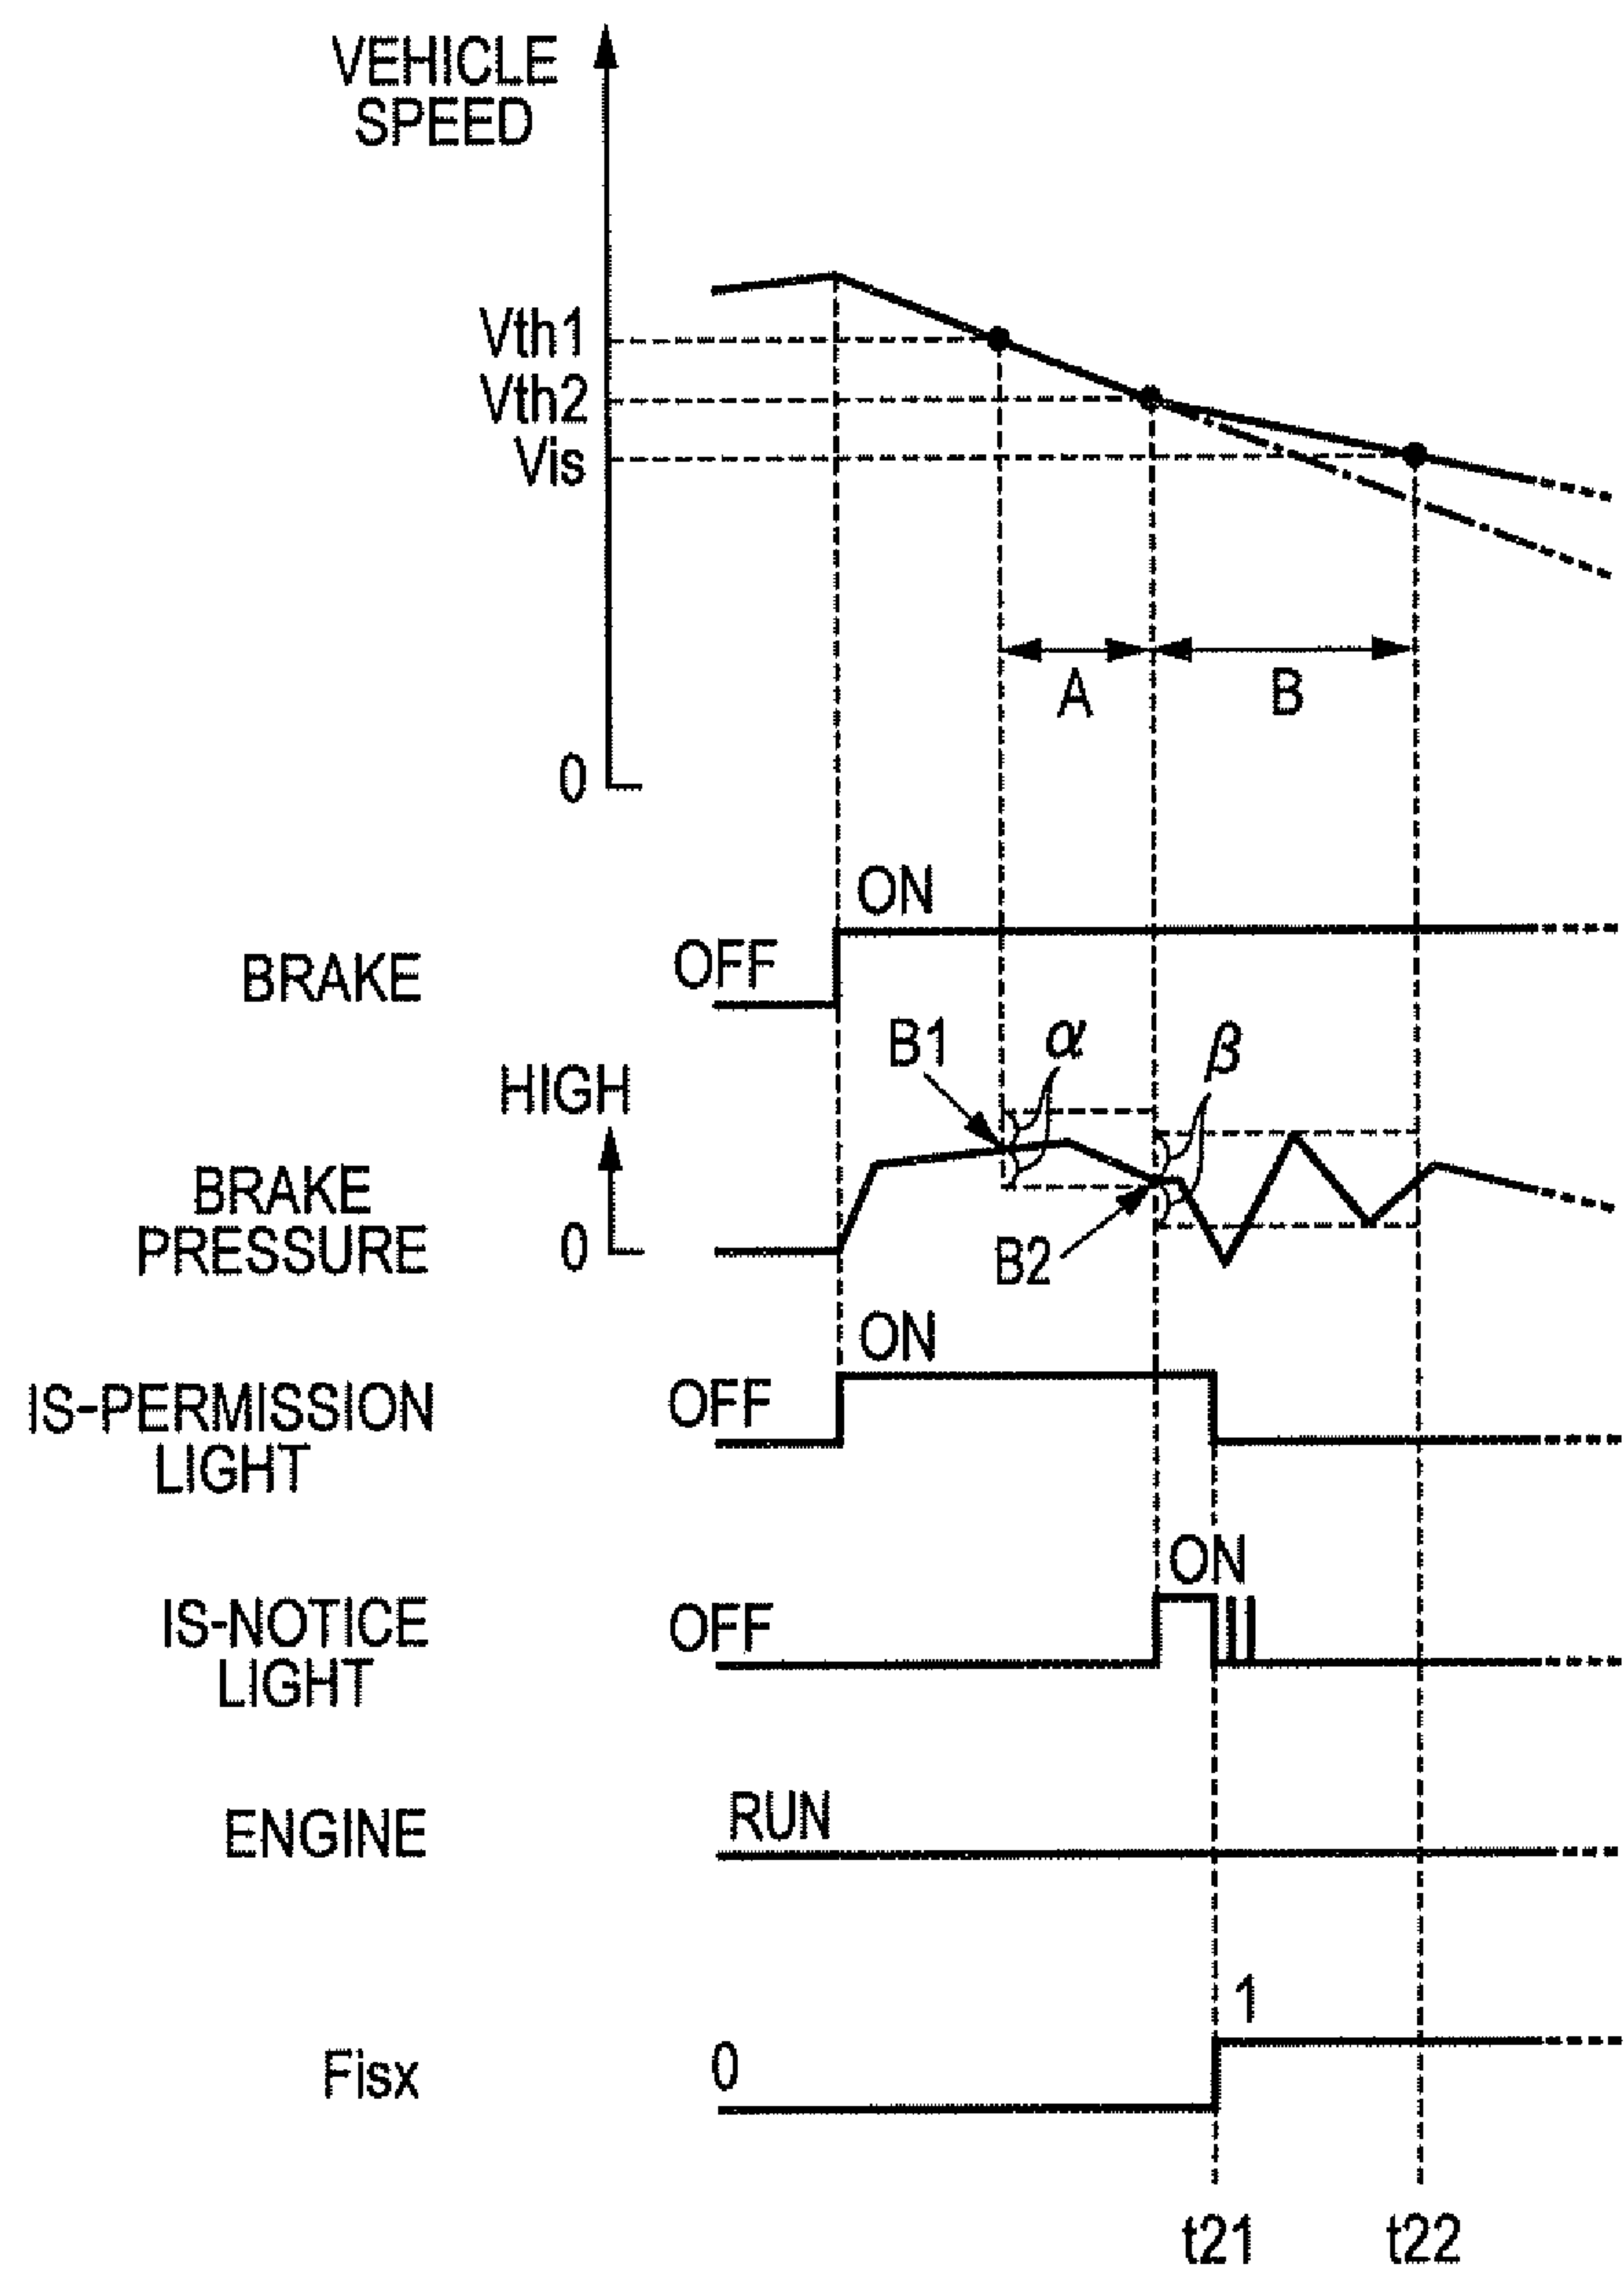 VEHICLE
SPEED
Vth1
Vth2
Vis
A
B
0
ON
OFF
BRAKE
B1
α
β
HIGH
BRAKE
PRESSURE
0
B2
ON
OFF
IS-PERMISSION
LIGHT
ON
OFF
IS-NOTICE
LIGHT
RUN
ENGINE
1
0
Fisx
t21
t22